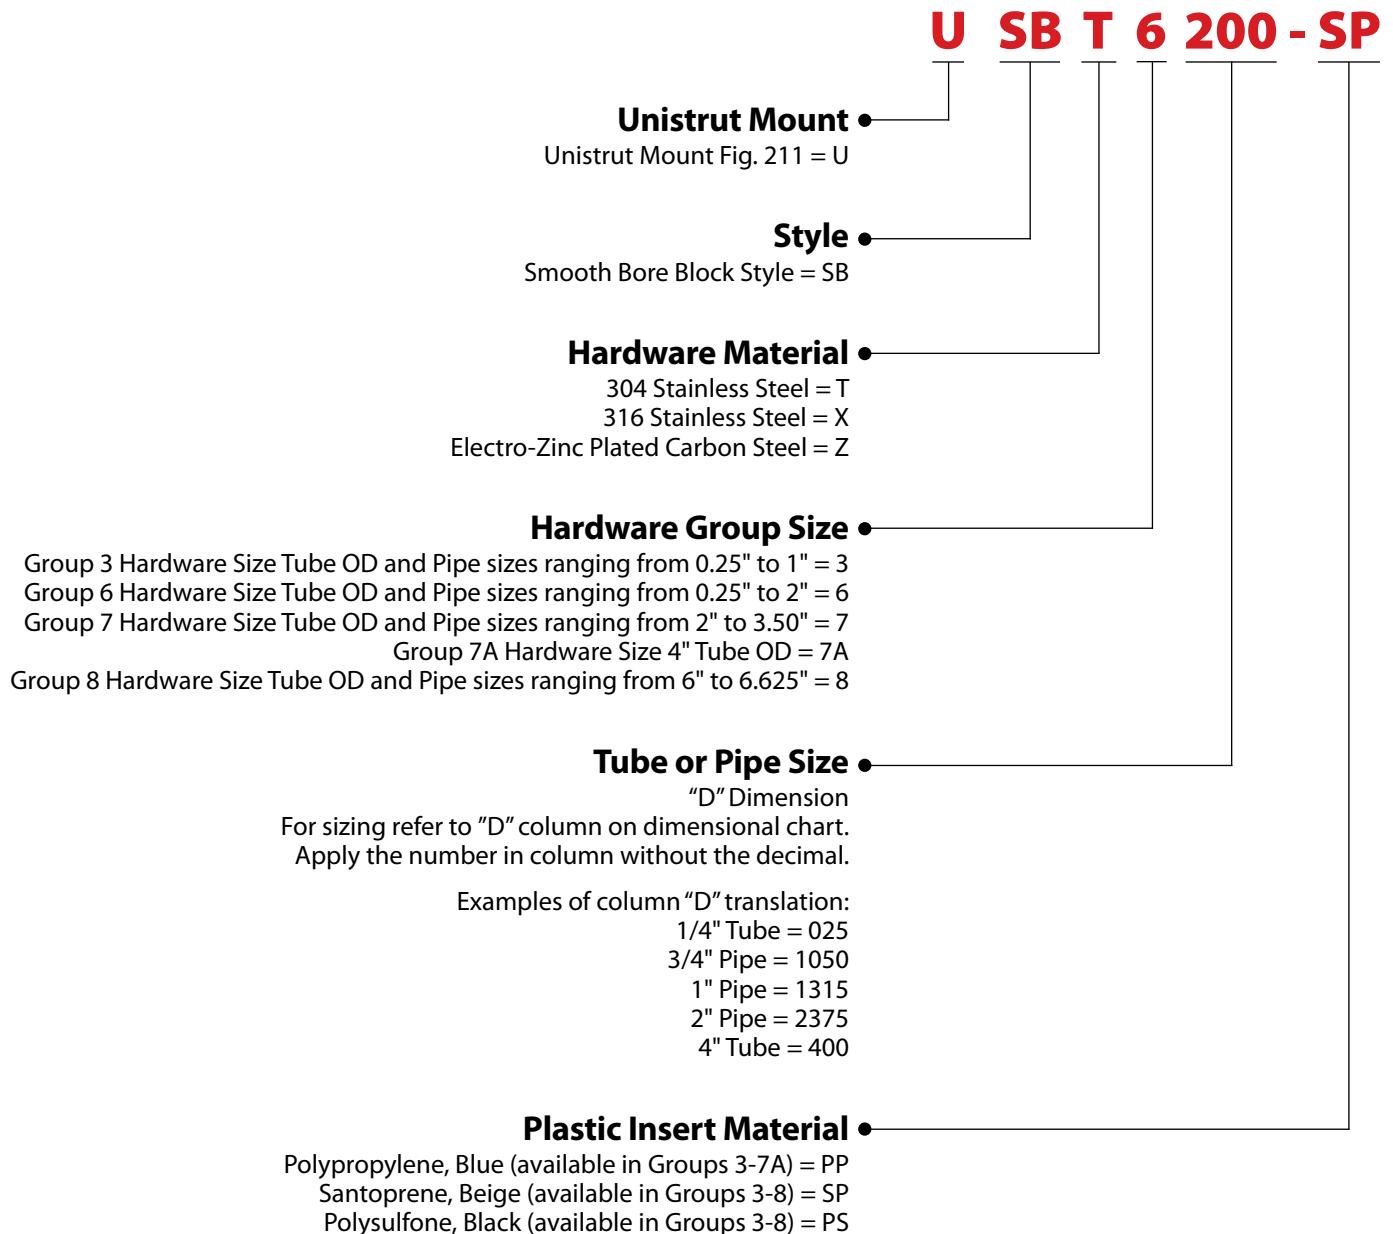 U SB T 6 200 - SP
Unistrut Mount
Unistrut Mount Fig. 211 = U
Style
Smooth Bore Block Style = SB
Hardware Material
304 Stainless Steel = T
316 Stainless Steel = X
Electro-Zinc Plated Carbon Steel = Z
Hardware Group Size
Group 3 Hardware Size Tube OD and Pipe sizes ranging from 0.25" to 1" = 3
Group 6 Hardware Size Tube OD and Pipe sizes ranging from 0.25" to 2" = 6
Group 7 Hardware Size Tube OD and Pipe sizes ranging from 2" to 3.50" = 7
Group 7A Hardware Size 4" Tube OD = 7A
Group 8 Hardware Size Tube OD and Pipe sizes ranging from 6" to 6.625" = 8
Tube or Pipe Size
“D” Dimension
For sizing refer to ”D” column on dimensional chart.
Apply the number in column without the decimal.
Examples of column “D” translation:
1/4" Tube = 025
3/4" Pipe = 1050
1" Pipe = 1315
2" Pipe = 2375
4" Tube = 400
Plastic Insert Material
Polypropylene, Blue (available in Groups 3-7A) = PP
Santoprene, Beige (available in Groups 3-8) = SP
Polysulfone, Black (available in Groups 3-8) = PS